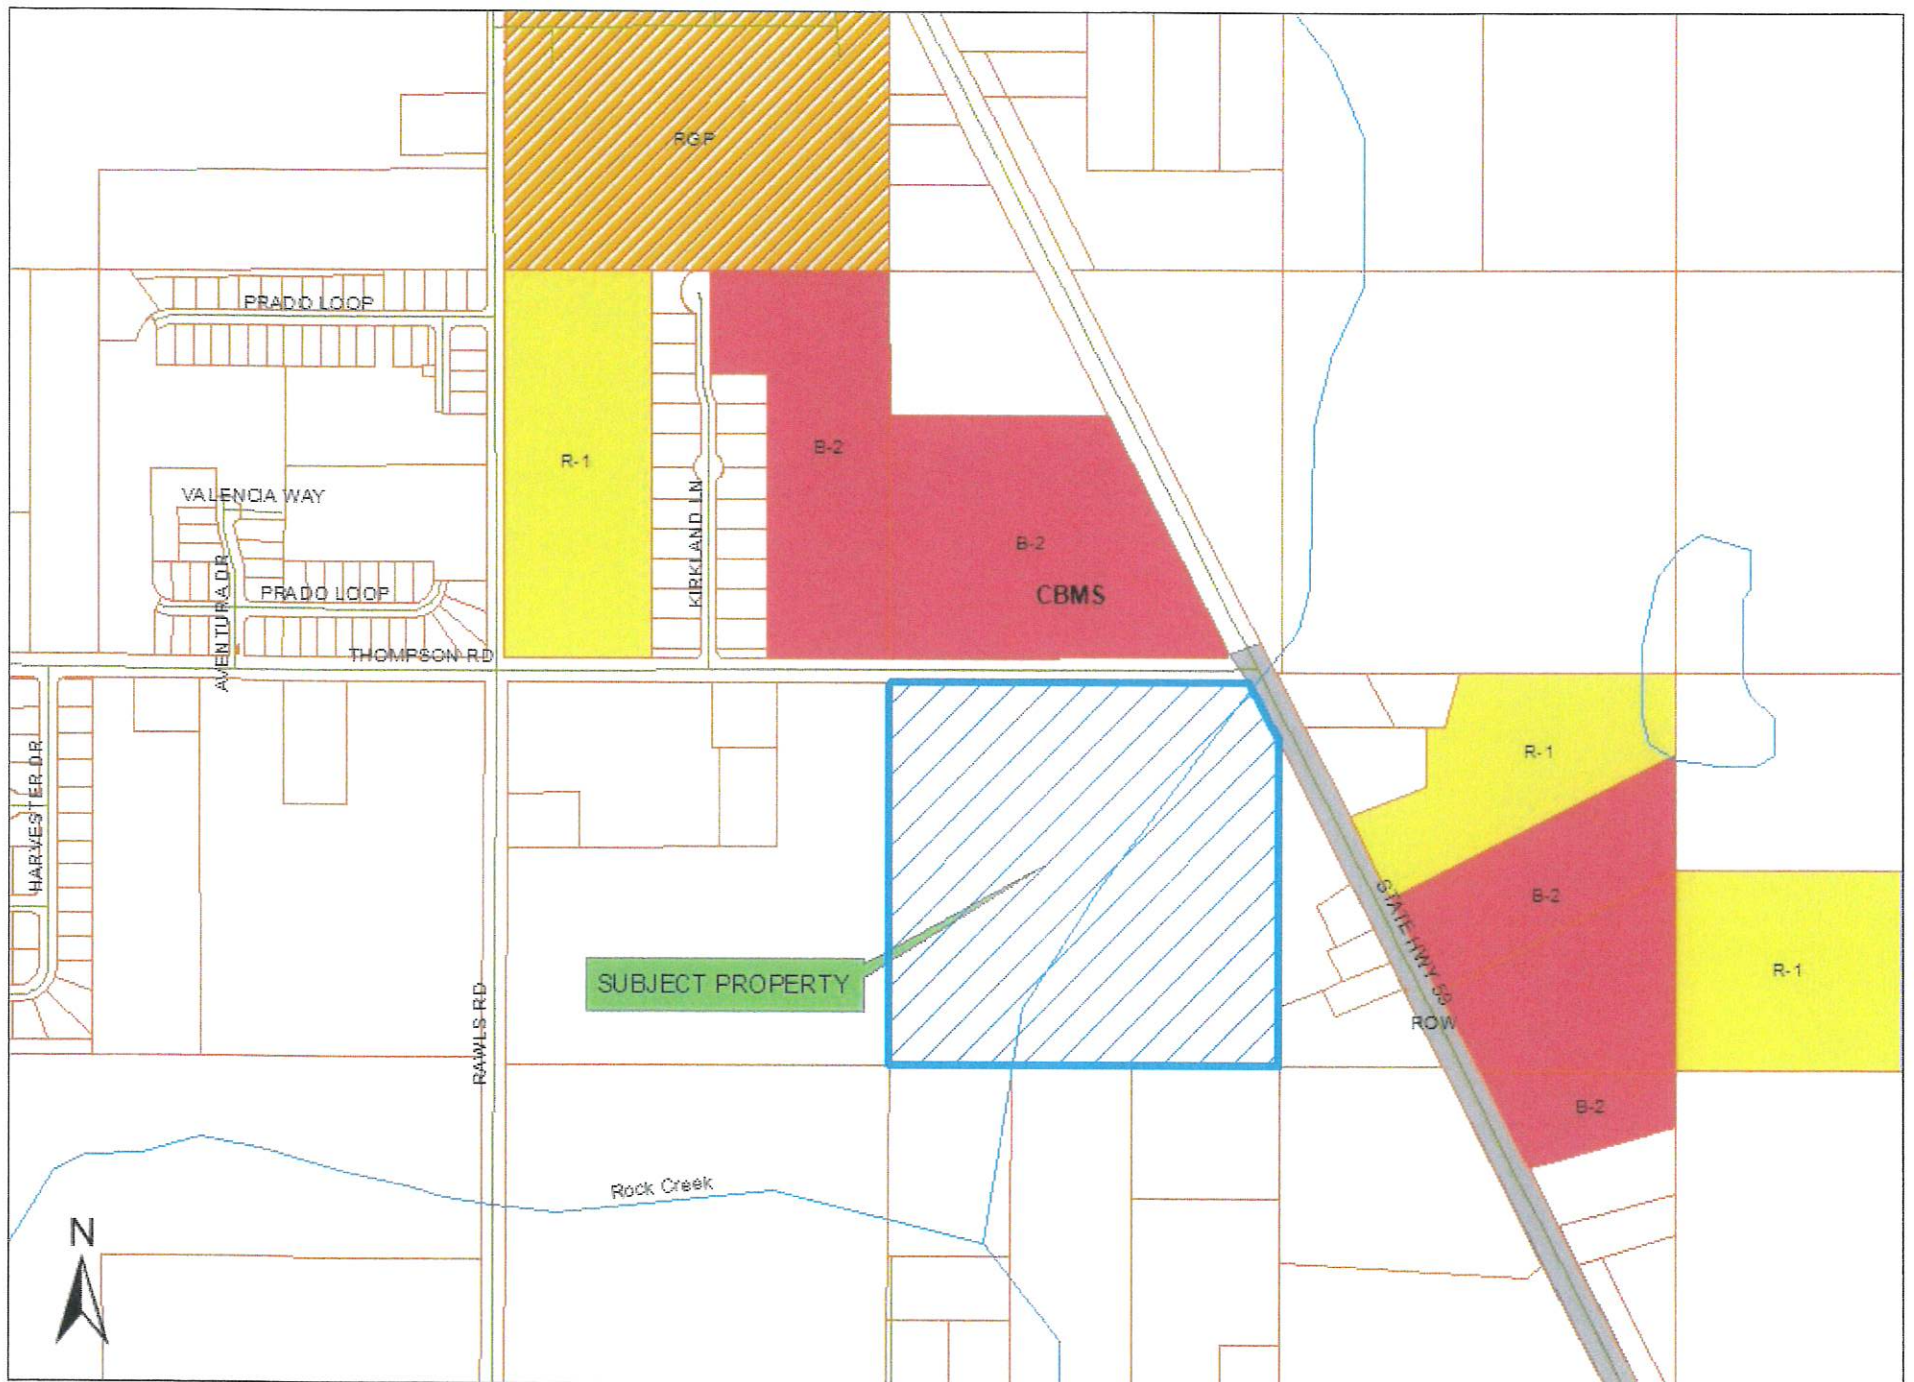 RGP
PRADO LOOP
R-1
B-2
VALENCIA WAY
KIRKLAND LN
B-2
AVENTURA DR
PRADO LOOP
CBMS
THOMPSON RD
HARVESTER DR
R-1
STATE HWY 59
B-2
RAWLS RD
SUBJECT PROPERTY
R-1
ROW
B-2
Rock Creek
N